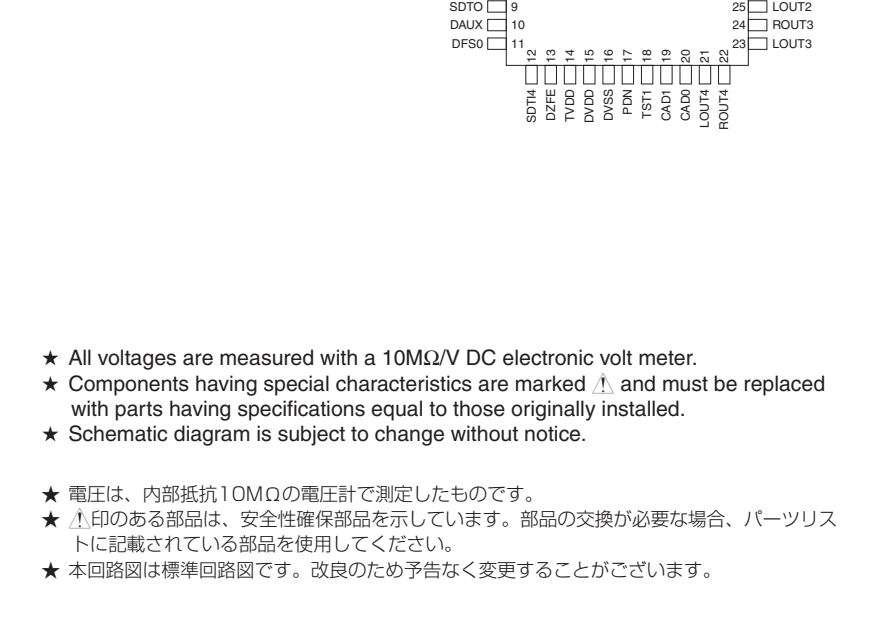 SDTO 9 25 LOUT2
DAUX 10 24 ROUT3
DFS0 11 23 LOUT3
12 13 14 15 16 17 18 19 20 21 22
SDTI4 DZFE TVDD DVDD DVSS PDN TST1 CAD1 CAD0 LOUT4 ROUT4
★ All voltages are measured with a 10MΩ/V DC electronic volt meter.
★ Components having special characteristics are marked ⚠ and must be replaced
with parts having specifications equal to those originally installed.
★ Schematic diagram is subject to change without notice.
★ 電圧は、内部抵抗10MΩの電圧計で測定したものです。
★ ⚠印のある部品は、安全性確保部品を示しています。部品の交換が必要な場合、パーツリス
トに記載されている部品を使用してください。
★ 本回路図は標準回路図です。改良のため予告なく変更することがございます。